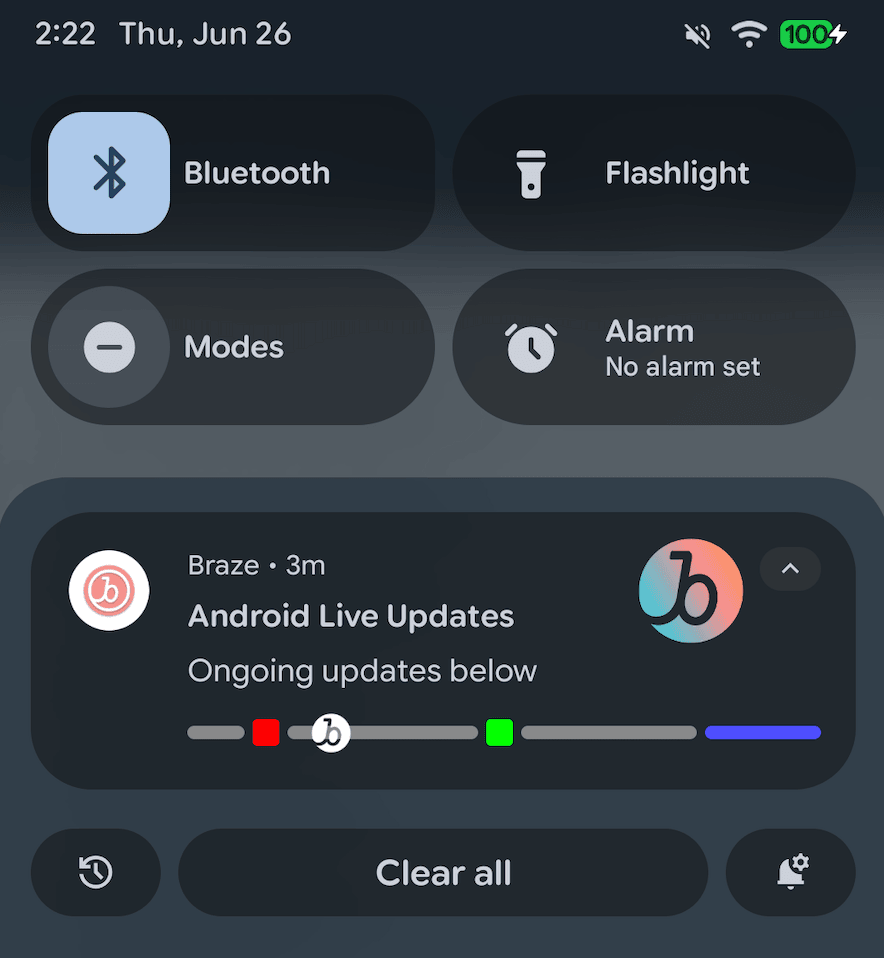 2:22 Thu, Jun 26 100
Bluetooth
Flashlight
Modes
Alarm
No alarm set
Braze • 3m
Android Live Updates
Ongoing updates below
Clear all